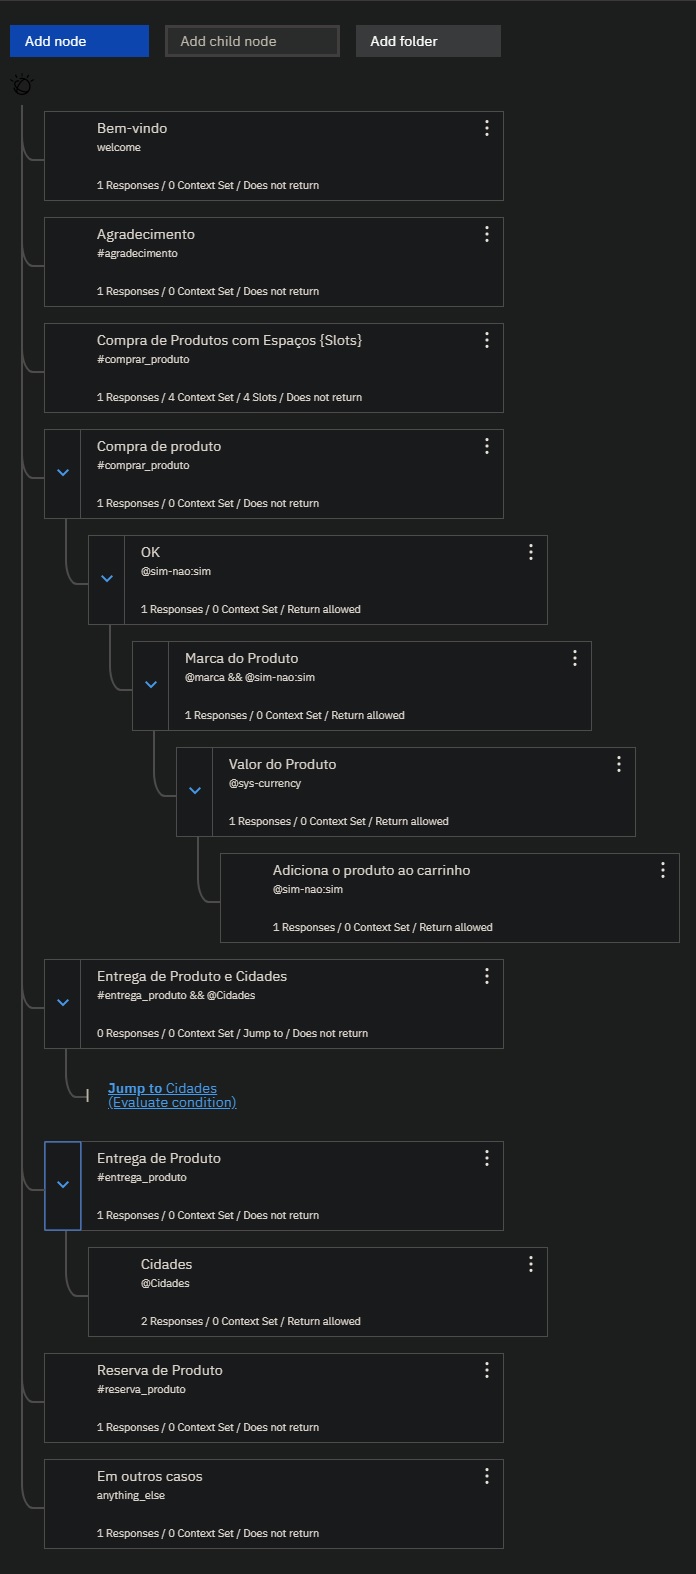 Add node
Add child node
Add folder
Bem-vindo
welcome
1 Responses / 0 Context Set / Does not return
Agradecimento
#agradecimento
1 Responses / 0 Context Set / Does not return
Compra de Produtos com Espaços {Slots}
#comprar_produto
1 Responses / 4 Context Set / 4 Slots / Does not return
Compra de produto
#comprar_produto
1 Responses / 0 Context Set / Does not return
OK
@sim-nao:sim
1 Responses / 0 Context Set / Return allowed
Marca do Produto
@marca && @sim-nao:sim
1 Responses / 0 Context Set / Return allowed
Valor do Produto
@sys-currency
1 Responses / 0 Context Set / Return allowed
Adiciona o produto ao carrinho
@sim-nao:sim
1 Responses / 0 Context Set / Return allowed
Entrega de Produto e Cidades
#entrega_produto && @Cidades
0 Responses / 0 Context Set / Jump to / Does not return
Jump to Cidades
(Evaluate condition)
Entrega de Produto
#entrega_produto
1 Responses / 0 Context Set / Does not return
Cidades
@Cidades
2 Responses / 0 Context Set / Return allowed
Reserva de Produto
#reserva_produto
1 Responses / 0 Context Set / Does not return
Em outros casos
anything_else
1 Responses / 0 Context Set / Does not return